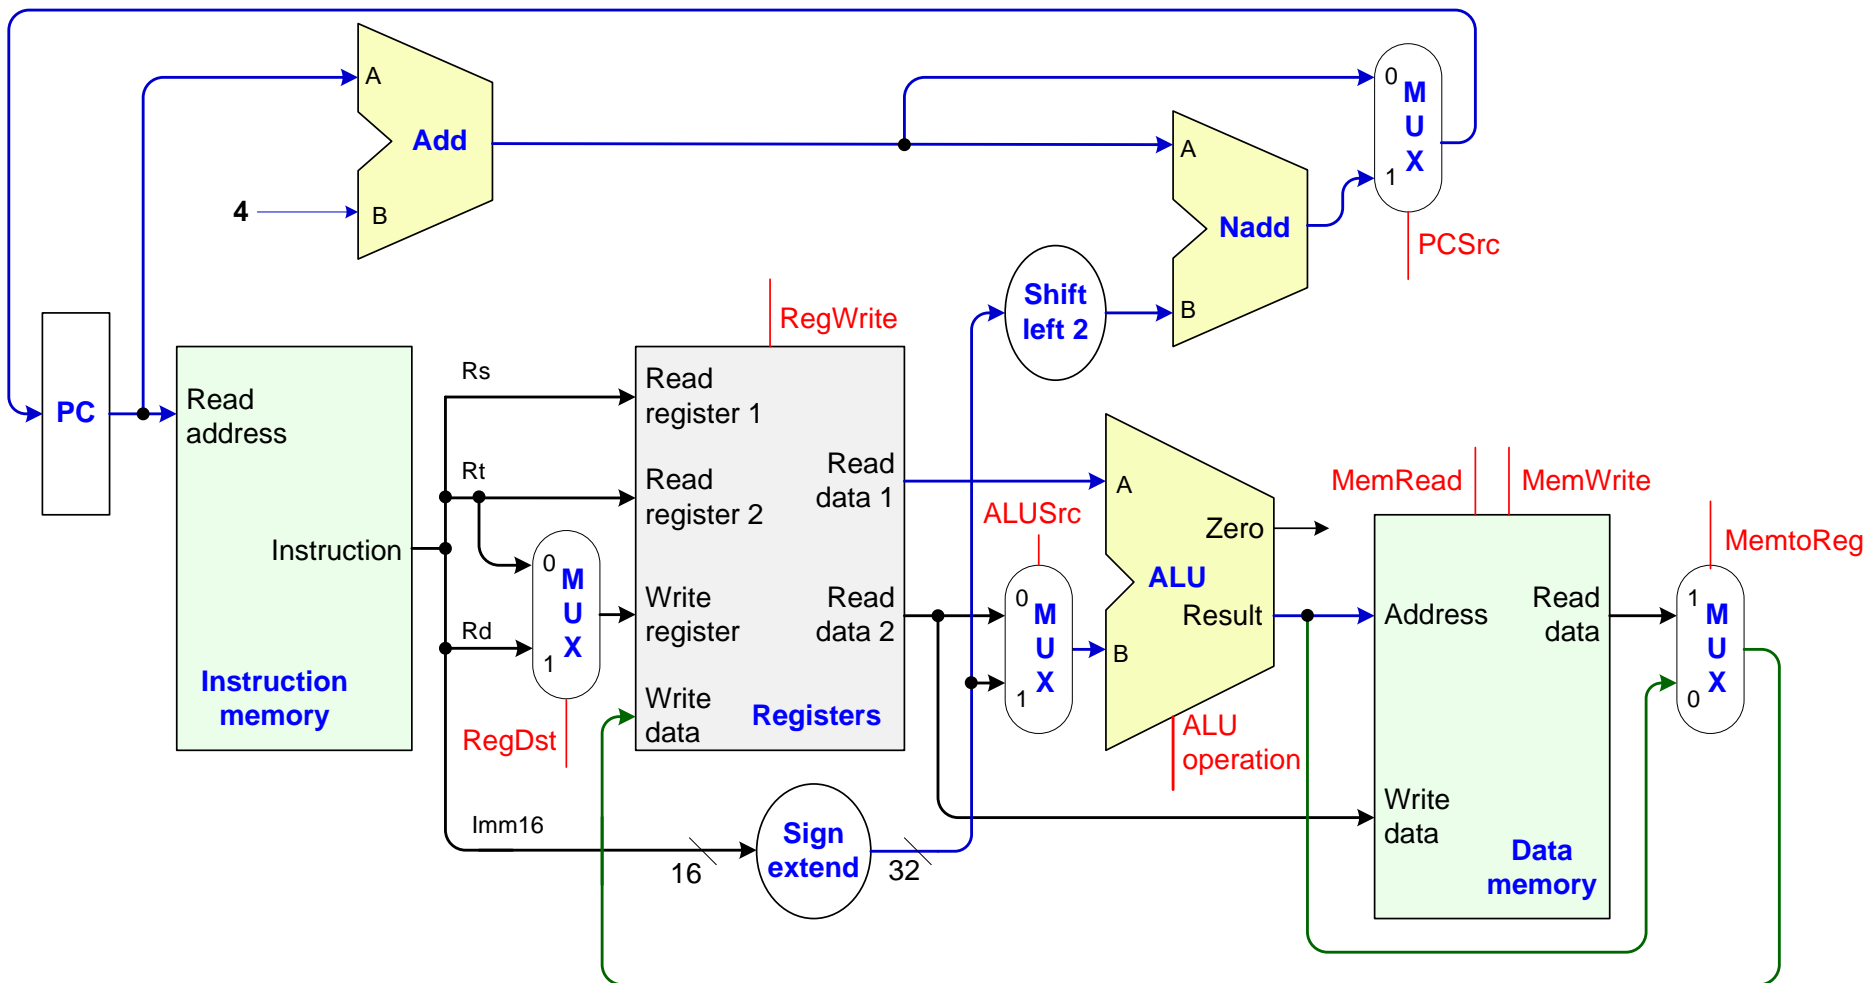 A
Add
4
B
0
M
U
X
1
PCSrc
A
Nadd
B
Shift
left 2
PC
Read
address
Instruction
Instruction
memory
Rs
Rt
Rd
Imm16
0
M
U
X
1
RegDst
RegWrite
Read
register 1
Read
register 2
Write
register
Write
data
Read
data 1
Read
data 2
Registers
16
Sign
extend
32
ALUSrc
0
M
U
X
1
A
B
Zero
ALU
Result
ALU
operation
MemRead
MemWrite
Address
Read
data
Write
data
Data
memory
MemtoReg
1
M
U
X
0